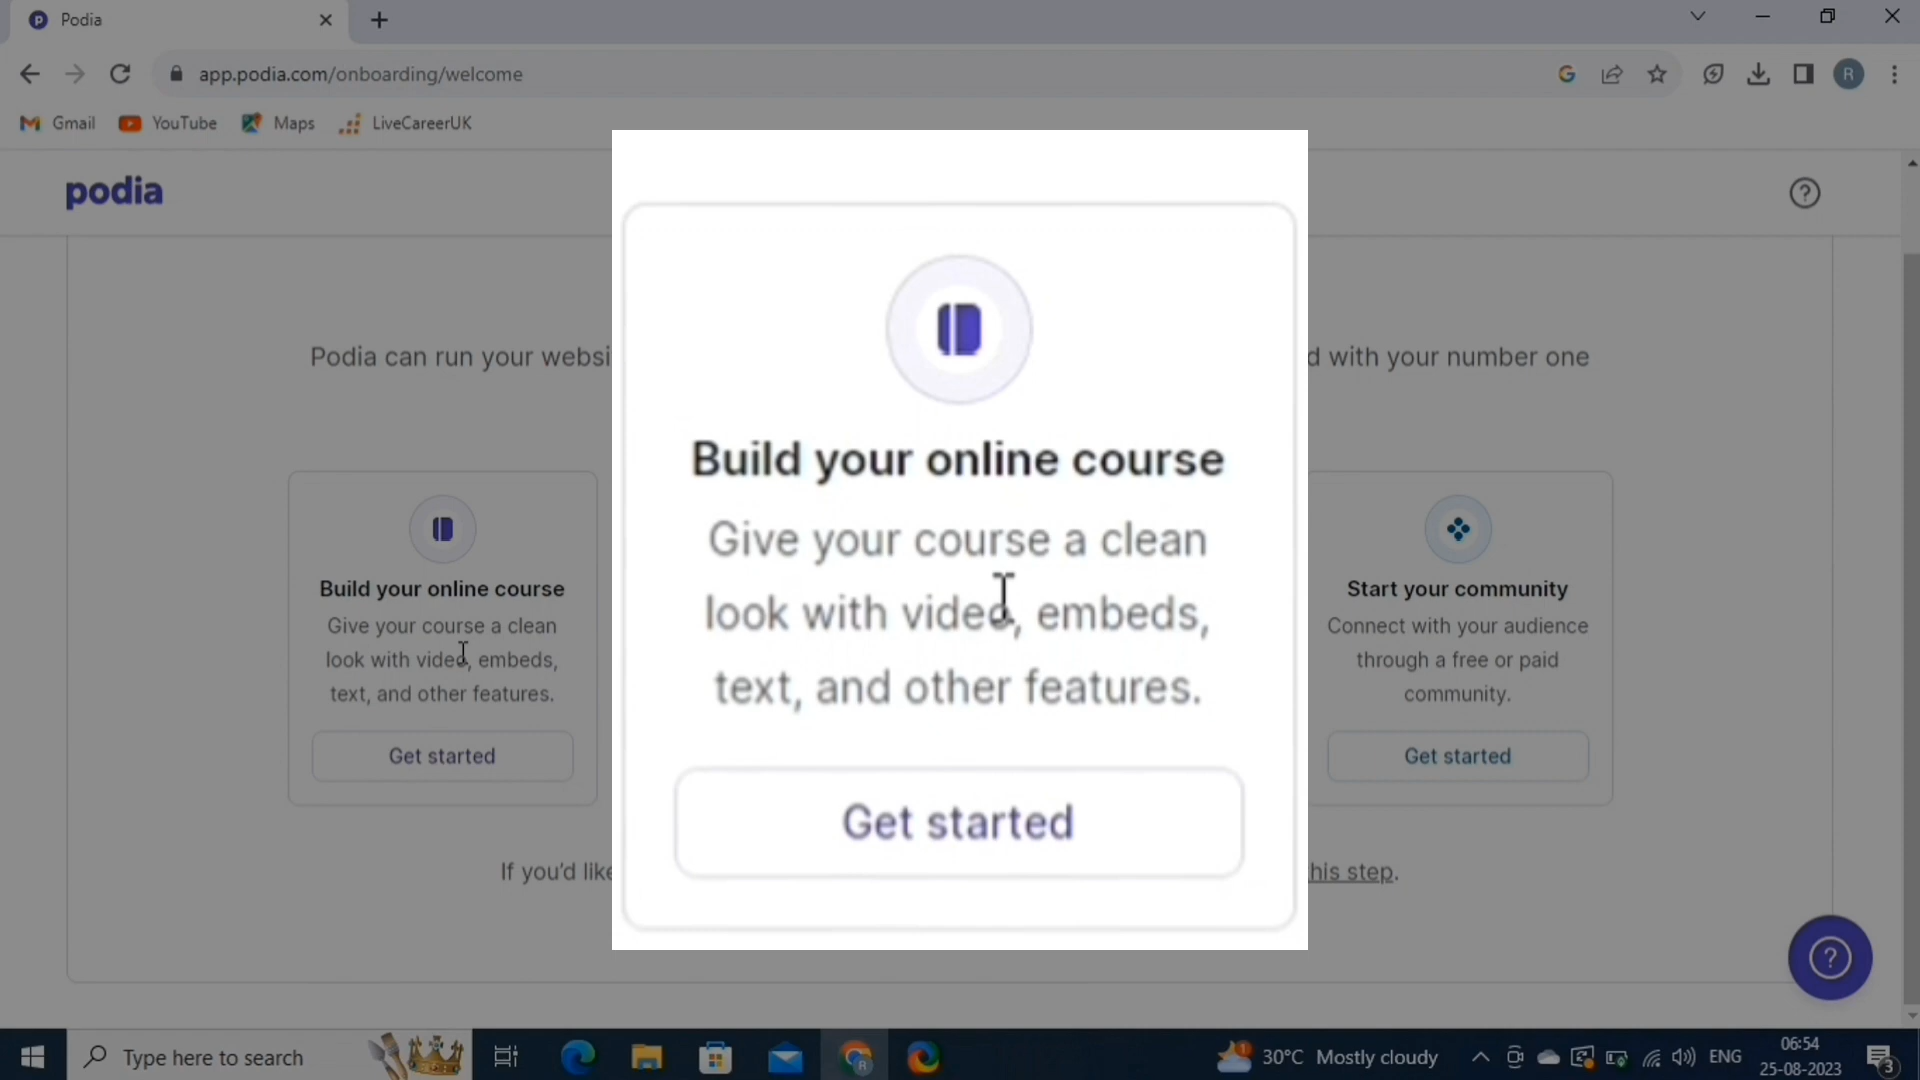 Podia
app.podia.com/onboarding/welcome
R
Gmail
YouTube
Maps
LiveCareerUK
podia
Podia can run your
d with your number one
Build your online course
Give your course a clean
look with video, embeds,
text, and other features.
Get started
Build your online course
Give your course a clean
look with video, embeds,
text, and other features.
Get started
Start your community
Connect with your audience
through a free or paid
community.
Get started
If you'd like
his step.
Type here to search
30°C Mostly cloudy
ENG
06:54
25-08-2023
3